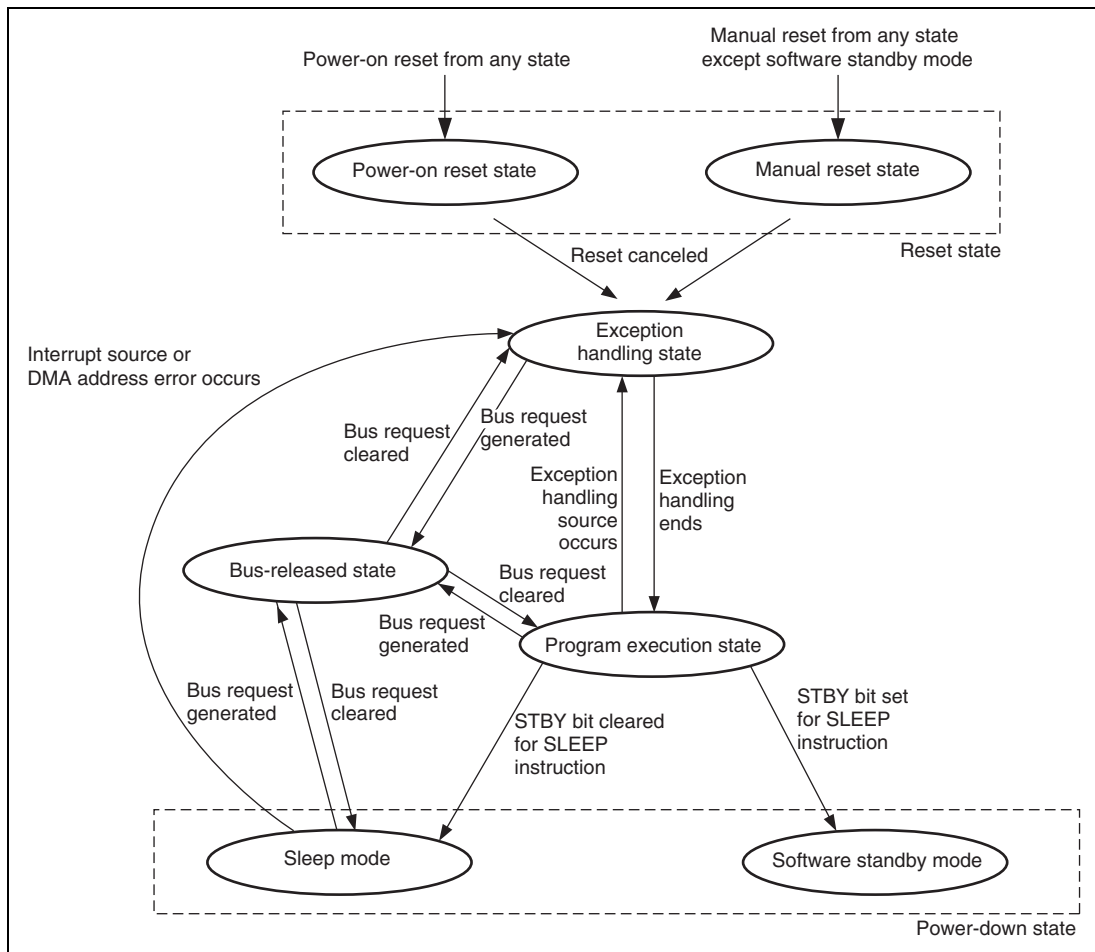 Power-on reset from any state
Manual reset from any state
except software standby mode
Power-on reset state
Manual reset state
Reset state
Reset canceled
Exception
handling state
Interrupt source or
DMA address error occurs
Bus request
cleared
Bus request
generated
Exception
handling
source
occurs
Exception
handling
ends
Bus-released state
Bus request
cleared
Bus request
generated
Program execution state
Bus request
generated
Bus request
cleared
STBY bit cleared
for SLEEP
instruction
STBY bit set
for SLEEP
instruction
Sleep mode
Software standby mode
Power-down state